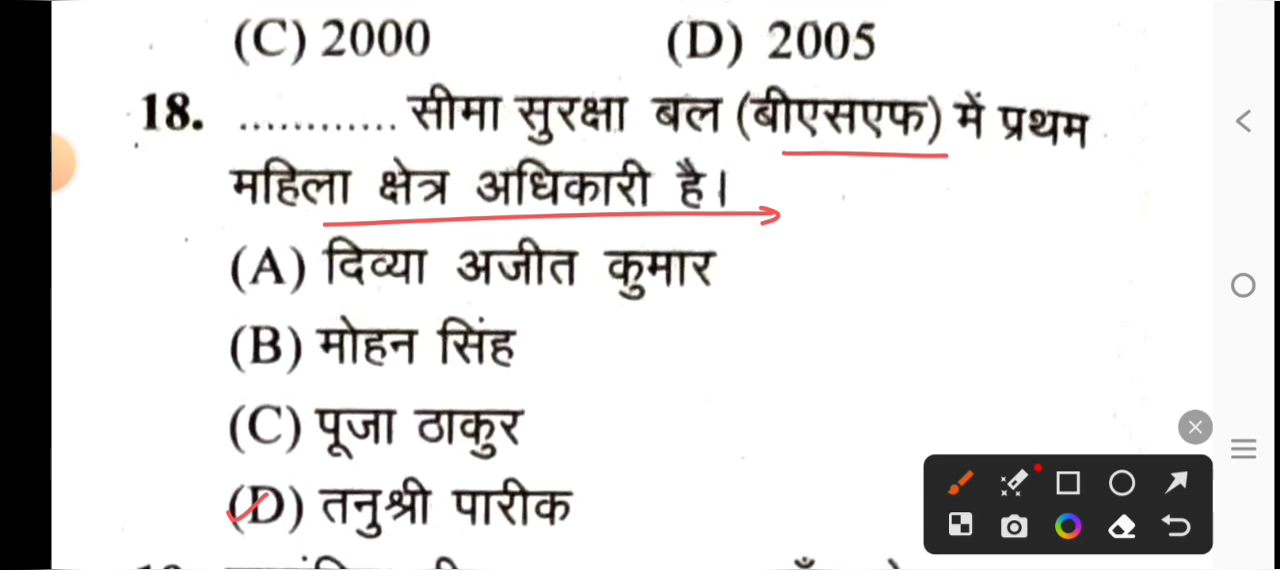 (C) 2000 (D) 2005
18. ............ सीमा सुरक्षा बल (बीएसएफ) में प्रथम
महिला क्षेत्र अधिकारी है।
(A) दिव्या अजीत कुमार
(B) मोहन सिंह
(C) पूजा ठाकुर
(D) तनुश्री पारीक